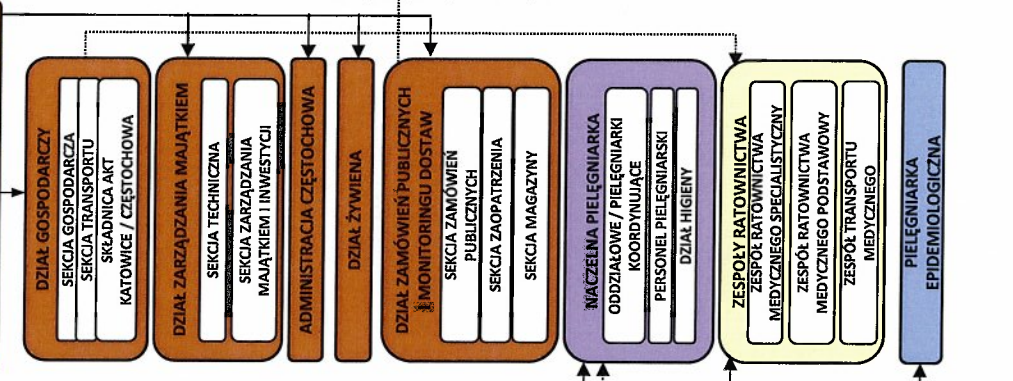 DZIAŁ GOSPODARCZY
SEKCJA GOSPODARCZA
SEKCJA TRANSPORTU
SKŁADNICA AKT
KATOWICE / CZĘSTOCHOWA
DZIAŁ ZARZĄDZANIA MAJĄTKIEM
SEKCJA TECHNICZNA
SEKCJA ZARZĄDZANIA
MAJĄTKIEM I INWESTYCJI
ADMINISTRACJA CZĘSTOCHOWA
DZIAŁ ŻYWIENA
DZIAŁ ZAMÓWIEŃ PUBLICZNYCH
I MONITORINGU DOSTAW
SEKCJA ZAMÓWIEŃ
PUBLICZNYCH
SEKCJA ZAOPATRZENIA
SEKCJA MAGAZYNY
NACZELNA PIELĘGNIARKA
ODDZIAŁOWE / PIELĘGNIARKI
KOORDYNUJĄCE
PERSONEL PIELĘGNIARSKI
DZIAŁ HIGIENY
ZESPOŁY RATOWNICTWA
ZESPÓŁ RATOWNICTWA
MEDYCZNEGO SPECJALISTYCZNY
ZESPÓŁ RATOWNICTWA
MEDYCZNEGO PODSTAWOWY
ZESPÓŁ TRANSPORTU
MEDYCZNEGO
PIELĘGNIARKA
EPIDEMIOLOGICZNA